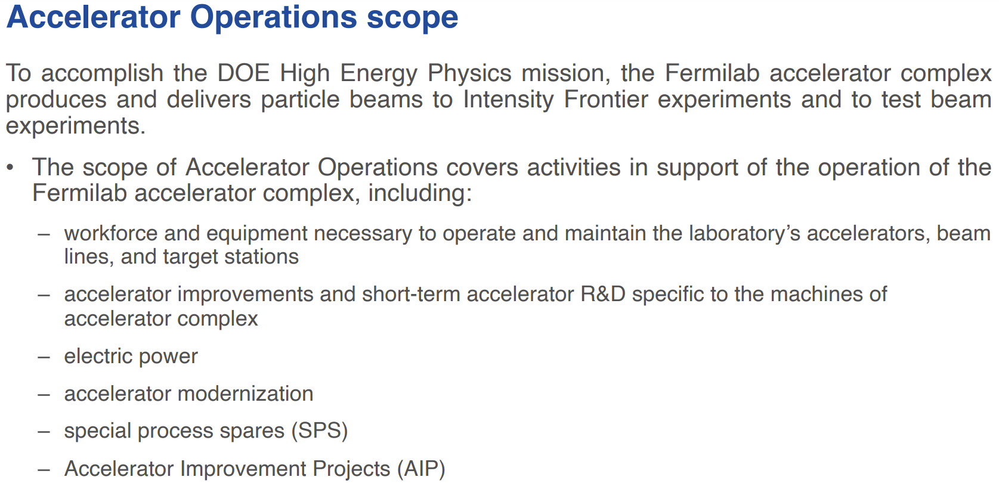 Accelerator Operations scope
To accomplish the DOE High Energy Physics mission, the Fermilab accelerator complex
produces and delivers particle beams to Intensity Frontier experiments and to test beam
experiments.
• The scope of Accelerator Operations covers activities in support of the operation of the
Fermilab accelerator complex, including:
– workforce and equipment necessary to operate and maintain the laboratory’s accelerators, beam
lines, and target stations
– accelerator improvements and short-term accelerator R&D specific to the machines of
accelerator complex
– electric power
– accelerator modernization
– special process spares (SPS)
– Accelerator Improvement Projects (AIP)